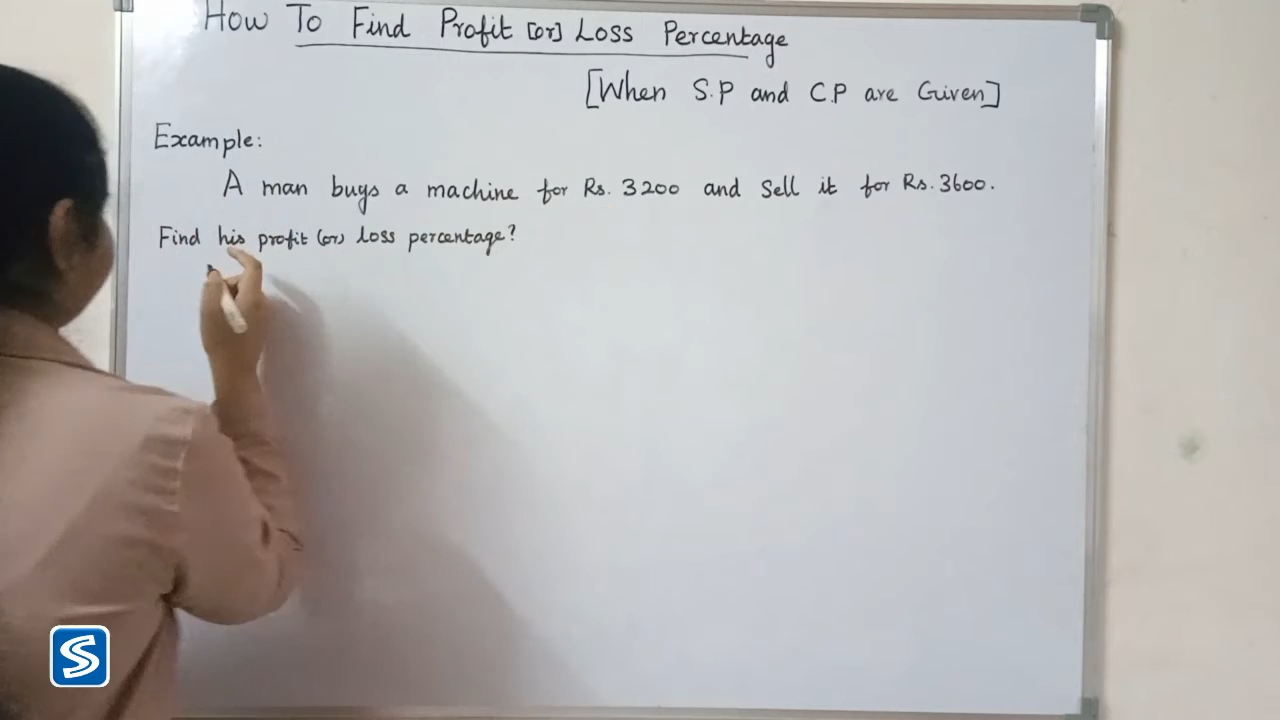 How To Find Profit [or] Loss Percentage
[When S.P and C.P are Given]
Example:
A man buys a machine for Rs. 3200 and Sell it for Rs. 3600.
Find his profit (or) loss percentage?
S